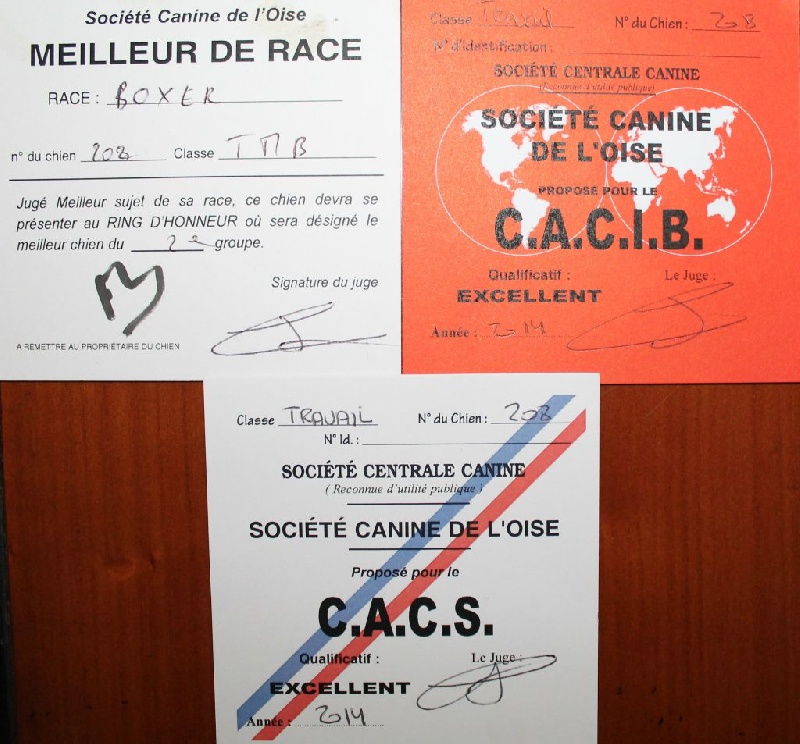 Société Canine de l'Oise
MEILLEUR DE RACE
RACE : BOXER
n° du chien 208 Classe
Jugé Meilleur sujet de sa race, ce chien devra se
présenter au RING D'HONNEUR où sera désigné le
meilleur chien du 2e groupe.
Signature du juge
A REMETTRE AU PROPRIÉTAIRE DU CHIEN
Classe Travail N° du Chien : 208
N° d'identification :
SOCIÉTÉ CENTRALE CANINE
(Reconnue d'utilité publique)
SOCIÉTÉ CANINE
DE L'OISE
PROPOSÉ POUR LE
C.A.C.I.B.
Qualificatif : Le Juge :
EXCELLENT
Année : 2014
Classe TRAVAIL N° du Chien : 208
N° Id. :
SOCIÉTÉ CENTRALE CANINE
( Reconnue d'utilité publique )
SOCIÉTÉ CANINE DE L'OISE
Proposé pour le
C.A.C.S.
Qualificatif : Le Juge :
EXCELLENT
Année : 2014